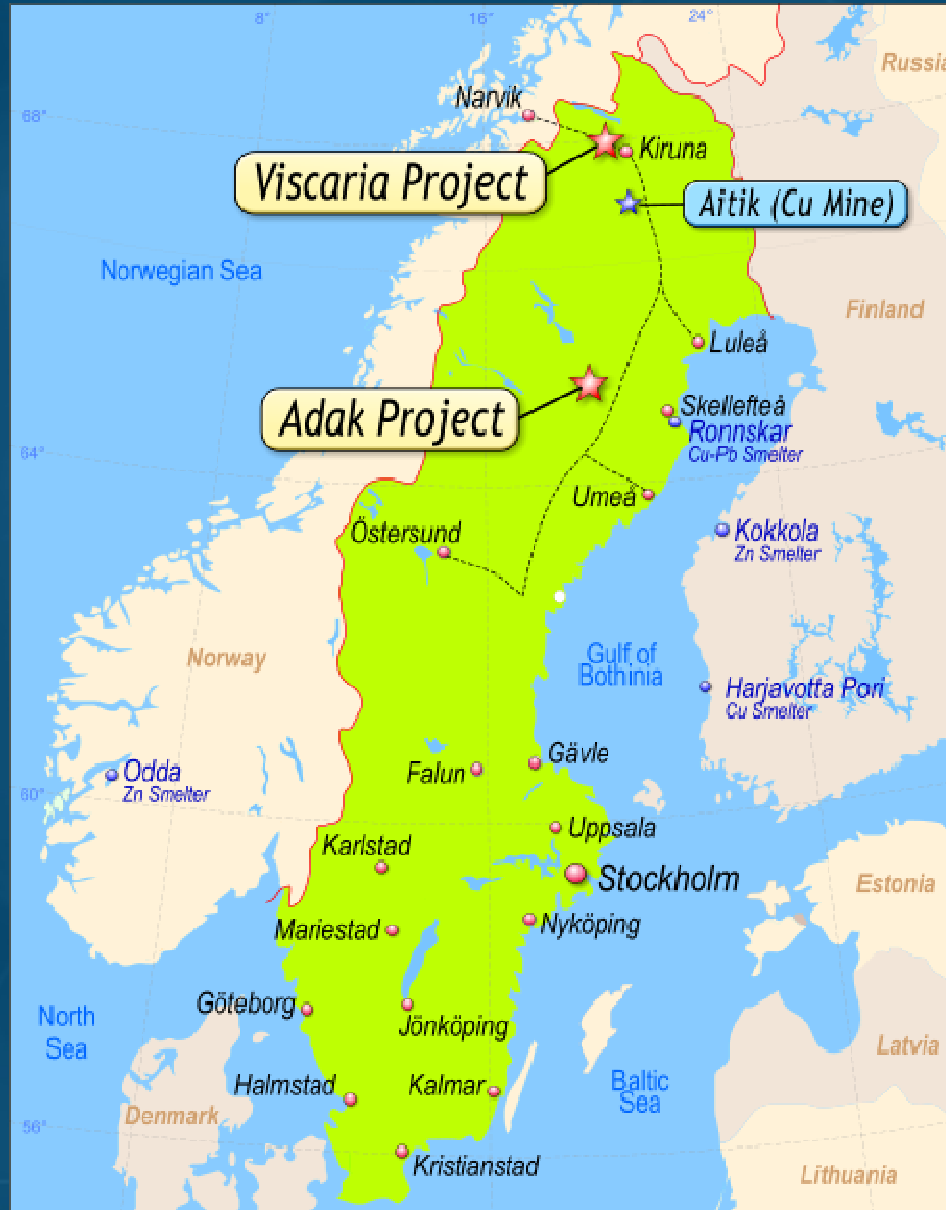 8°
16°
24°
Russia
68°
Narvik
Kiruna
Viscaria Project
Aitik (Cu Mine)
Norwegian Sea
Finland
Luleå
Adak Project
Skellefteå
Ronnskar
Cu-Pb Smelter
64°
Umeå
Östersund
Kokkola
Zn Smelter
Norway
Gulf of
Bothinia
Harjavotta Pori
Cu Smelter
Gävle
Falun
Odda
Zn Smelter
60°
Uppsala
Karlstad
Stockholm
Estonia
Mariestad
Nyköping
Göteborg
North
Sea
Jönköping
Latvia
Halmstad
Kalmar
Baltic
Sea
Denmark
56°
Kristianstad
Lithuania